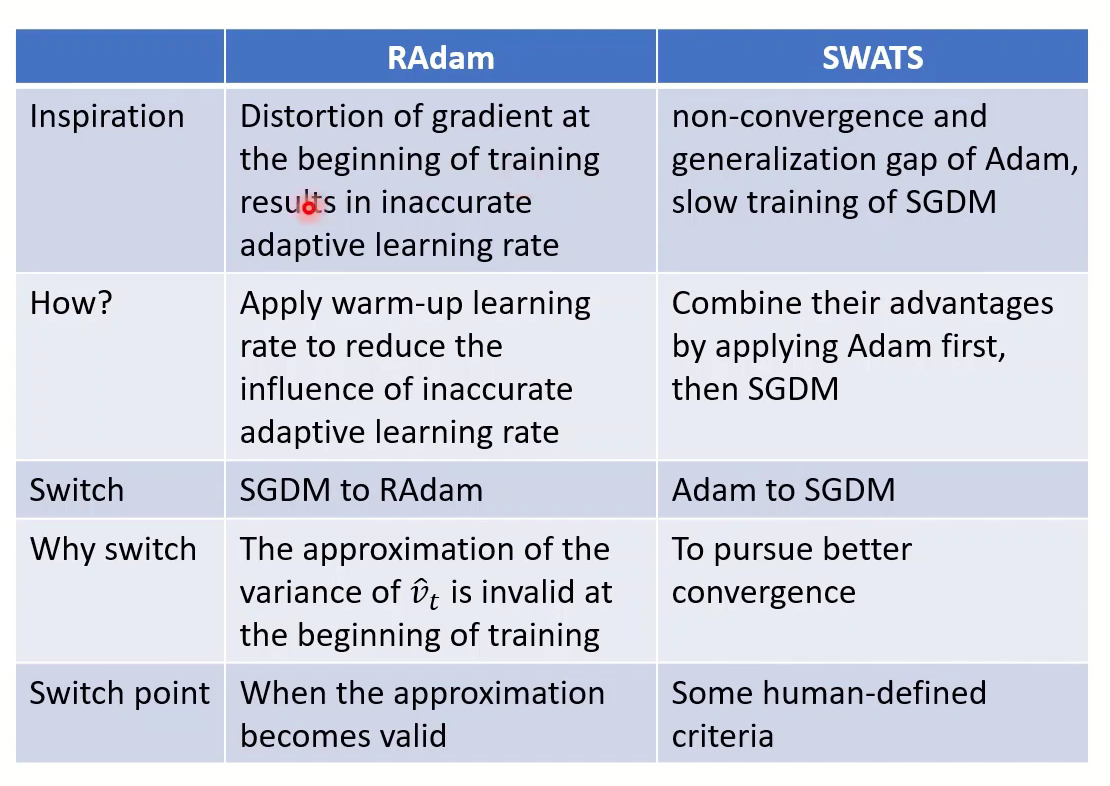 RAdam
SWATS
Inspiration
Distortion of gradient at
the beginning of training
results in inaccurate
adaptive learning rate
non-convergence and
generalization gap of Adam,
slow training of SGDM
How?
Apply warm-up learning
rate to reduce the
influence of inaccurate
adaptive learning rate
Combine their advantages
by applying Adam first,
then SGDM
Switch
SGDM to RAdam
Adam to SGDM
Why switch
The approximation of the
variance of v̂ₜ is invalid at
the beginning of training
To pursue better
convergence
Switch point
When the approximation
becomes valid
Some human-defined
criteria